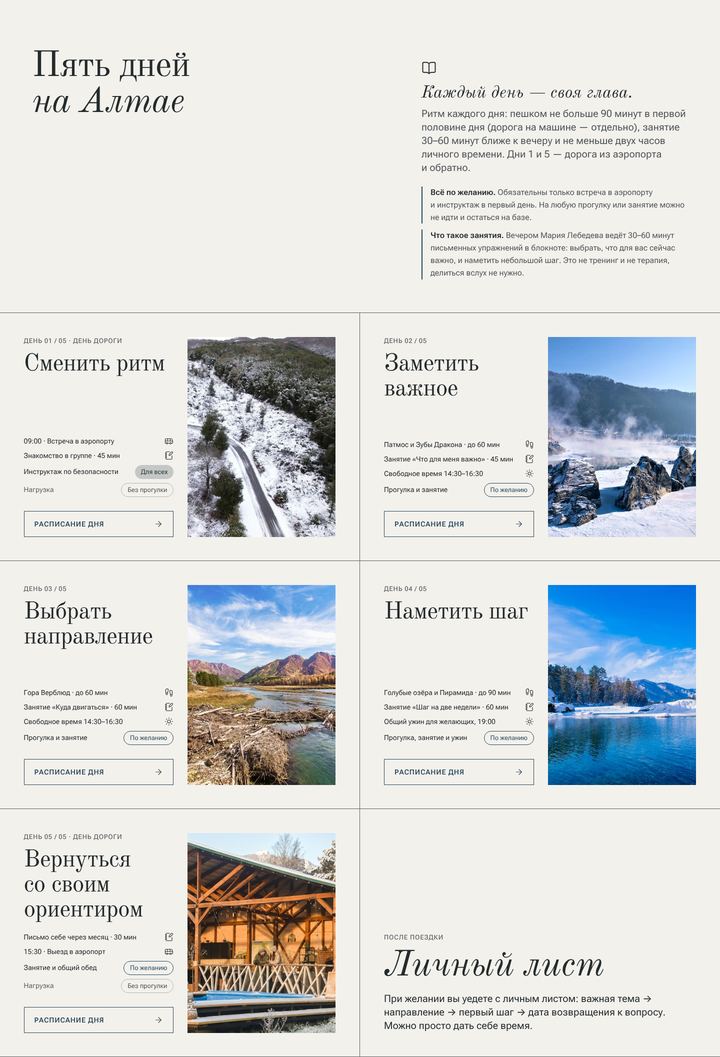 Пять дней
на Алтае
Каждый день — своя глава.
Ритм каждого дня: пешком не больше 90 минут в первой
половине дня (дорога на машине — отдельно), занятие
30–60 минут ближе к вечеру и не меньше двух часов
личного времени. Дни 1 и 5 — дорога из аэропорта
и обратно.
Всё по желанию. Обязательны только встреча в аэропорту
и инструктаж в первый день. На любую прогулку или занятие можно
не идти и остаться на базе.
Что такое занятия. Вечером Мария Лебедева ведёт 30–60 минут
письменных упражнений в блокноте: выбрать, что для вас сейчас
важно, и наметить небольшой шаг. Это не тренинг и не терапия,
делиться вслух не нужно.
ДЕНЬ 01 / 05 · ДЕНЬ ДОРОГИ
Сменить ритм
09:00 · Встреча в аэропорту
Знакомство в группе · 45 мин
Инструктаж по безопасности Для всех
Нагрузка Без прогулки
РАСПИСАНИЕ ДНЯ →
ДЕНЬ 02 / 05
Заметить
важное
Патмос и Зубы Дракона · до 60 мин
Занятие «Что для меня важно» · 45 мин
Свободное время 14:30–16:30
Прогулка и занятие По желанию
РАСПИСАНИЕ ДНЯ →
ДЕНЬ 03 / 05
Выбрать
направление
Гора Верблюд · до 60 мин
Занятие «Куда двигаться» · 60 мин
Свободное время 14:30–16:30
Прогулка и занятие По желанию
РАСПИСАНИЕ ДНЯ →
ДЕНЬ 04 / 05
Наметить шаг
Голубые озёра и Пирамида · до 90 мин
Занятие «Шаг на две недели» · 60 мин
Общий ужин для желающих, 19:00
Прогулка, занятие и ужин По желанию
РАСПИСАНИЕ ДНЯ →
ДЕНЬ 05 / 05 · ДЕНЬ ДОРОГИ
Вернуться
со своим
ориентиром
Письмо себе через месяц · 30 мин
15:30 · Выезд в аэропорт
Занятие и общий обед По желанию
Нагрузка Без прогулки
РАСПИСАНИЕ ДНЯ →
ПОСЛЕ ПОЕЗДКИ
Личный лист
При желании вы уедете с личным листом: важная тема →
направление → первый шаг → дата возвращения к вопросу.
Можно просто дать себе время.